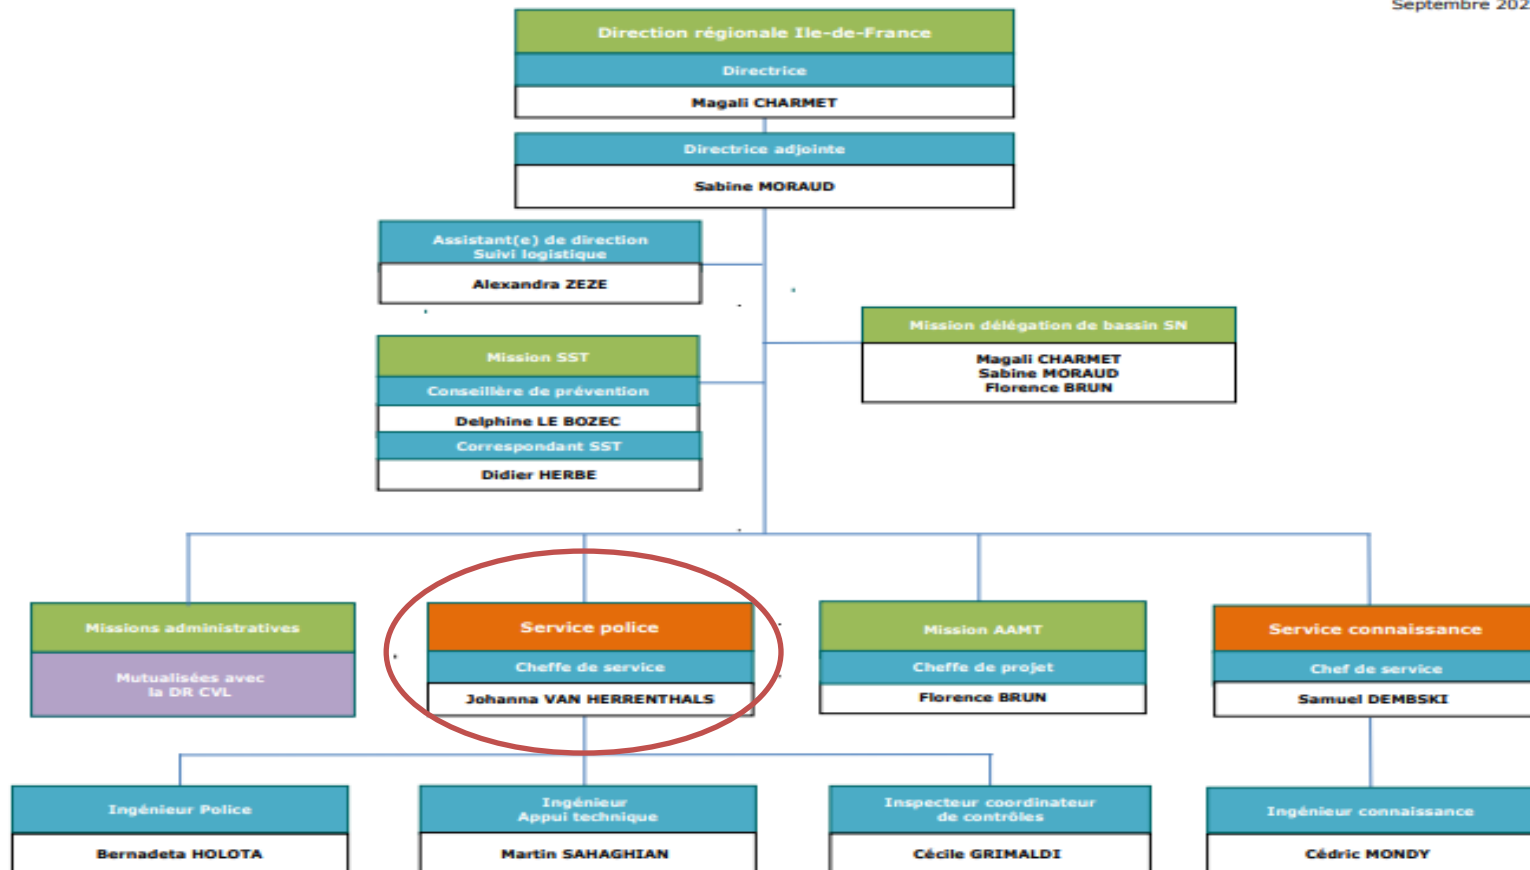 Septembre 202
Direction régionale Ile-de-France
Directrice
Magali CHARMET
Directrice adjointe
Sabine MORAUD
Assistant(e) de direction
Suivi logistique
Alexandra ZEZE
Mission délégation de bassin SN
Magali CHARMET
Sabine MORAUD
Florence BRUN
Mission SST
Conseillère de prévention
Delphine LE BOZEC
Correspondant SST
Didier HERBE
Missions administratives
Mutualisées avec
la DR CVL
Service police
Cheffe de service
Johanna VAN HERRENTHALS
Mission AAMT
Cheffe de projet
Florence BRUN
Service connaissance
Chef de service
Samuel DEMBSKI
Ingénieur Police
Bernadeta HOLOTA
Ingénieur
Appui technique
Martin SAHAGHIAN
Inspecteur coordinateur
de contrôles
Cécile GRIMALDI
Ingénieur connaissance
Cédric MONDY